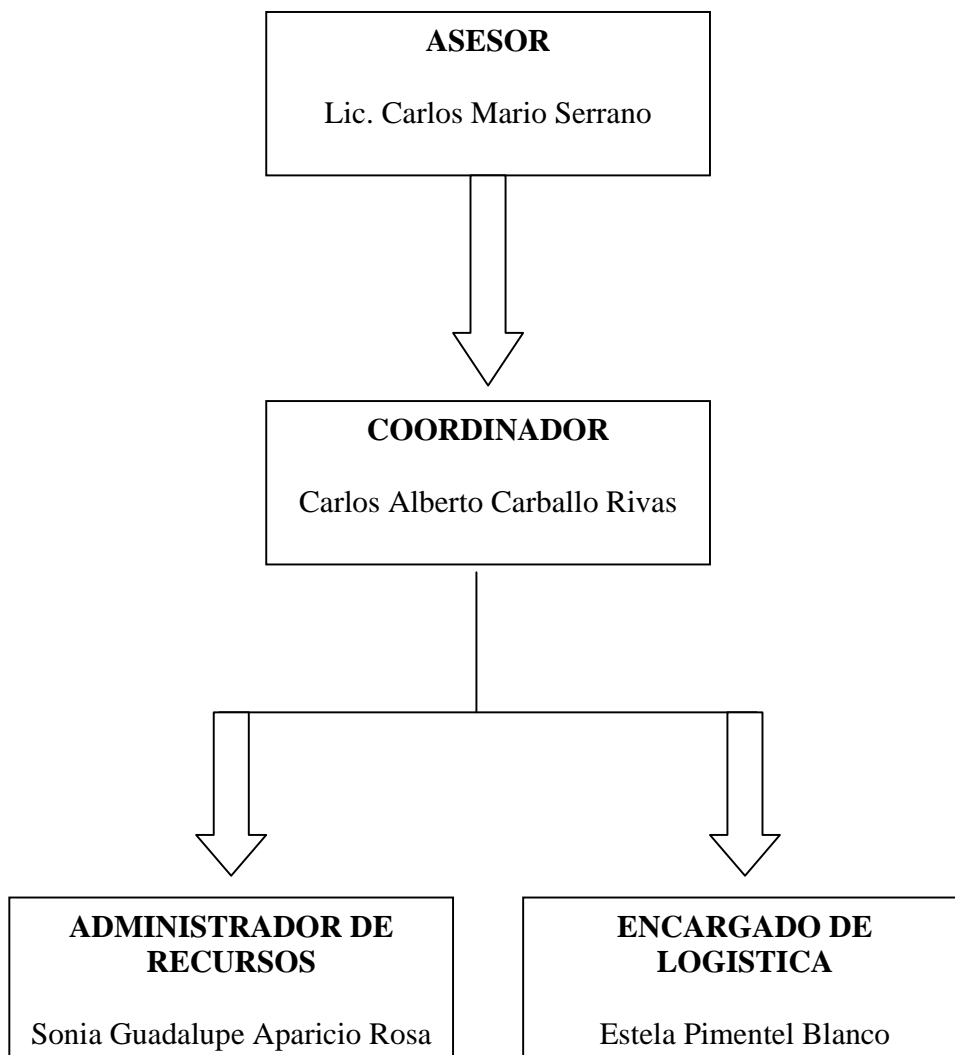 ASESOR
Lic. Carlos Mario Serrano
COORDINADOR
Carlos Alberto Carballo Rivas
ADMINISTRADOR DE
RECURSOS
Sonia Guadalupe Aparicio Rosa
ENCARGADO DE
LOGISTICA
Estela Pimentel Blanco